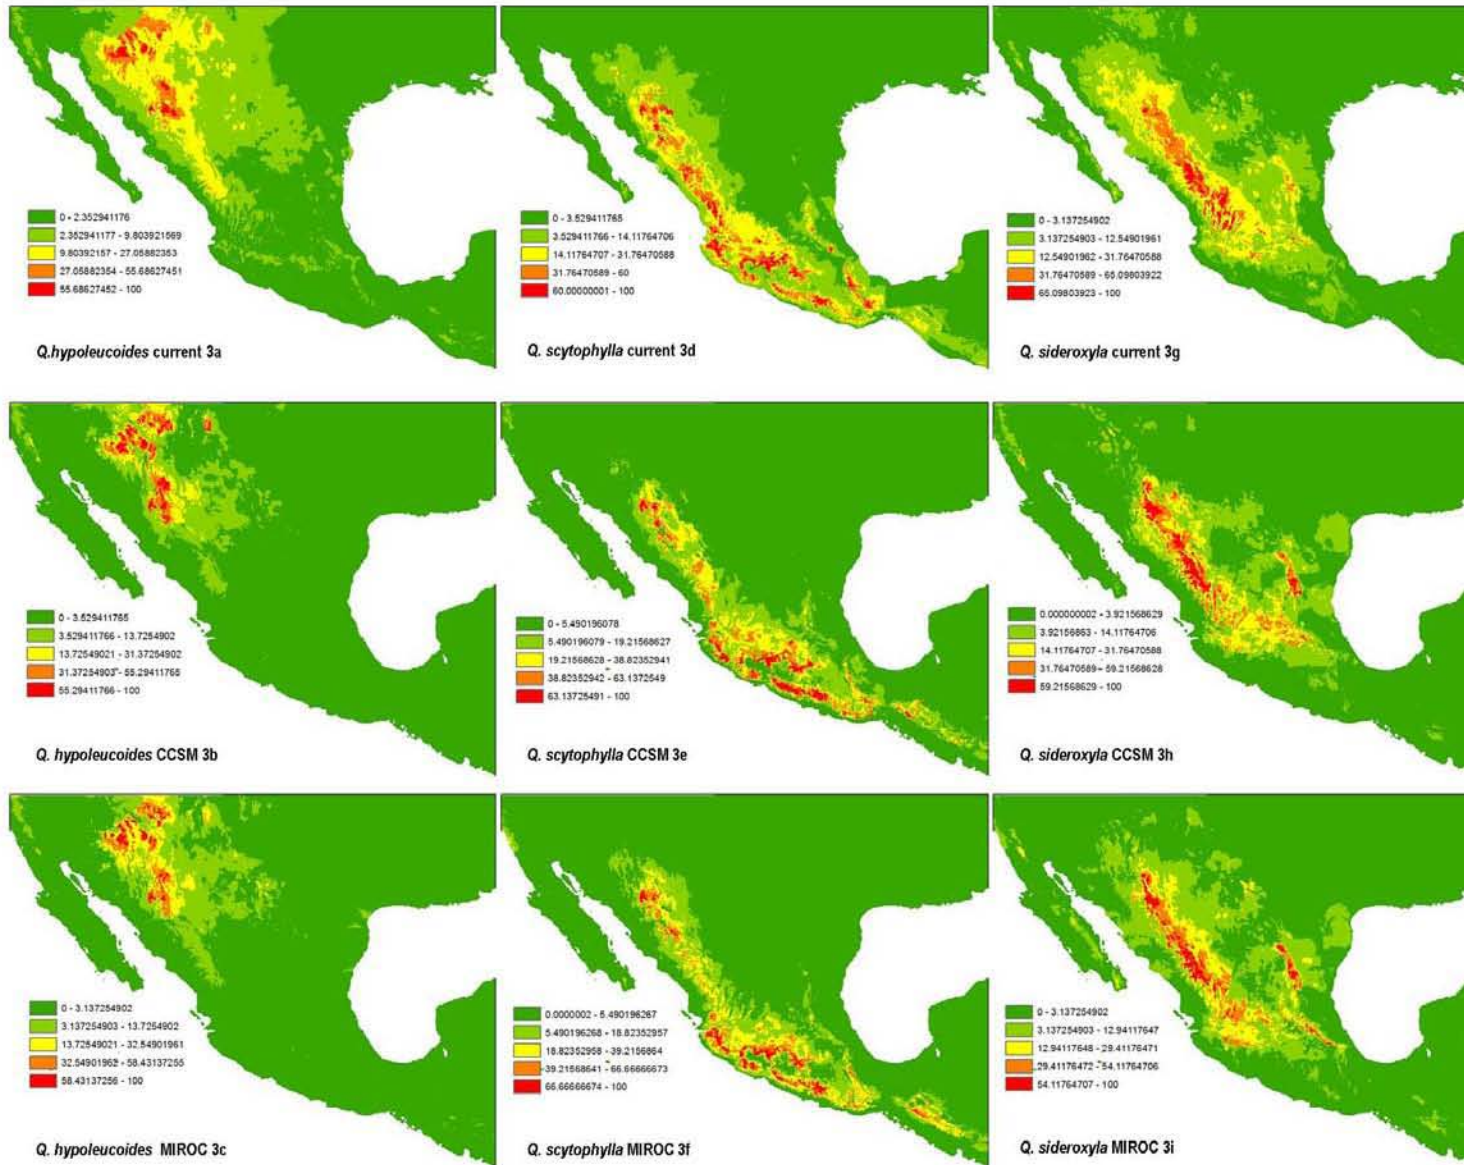 0 - 2.352941176
2.352941177 - 9.803921569
9.80392157 - 27.05882353
27.05882354 - 55.68627451
55.68627452 - 100
Q.hypoleucoides current 3a
0 - 3.529411765
3.529411766 - 14.11764706
14.11764707 - 31.76470588
31.76470589 - 60
60.00000001 - 100
Q. scytophylla current 3d
0 - 3.137254902
3.137254903 - 12.54901961
12.54901962 - 31.76470588
31.76470589 - 65.09803922
65.09803923 - 100
Q. sideroxyla current 3g
0 - 3.529411765
3.529411766 - 13.7254902
13.72549021 - 31.37254902
31.37254903 - 55.29411765
55.29411766 - 100
Q. hypoleucoides CCSM 3b
0 - 5.490196078
5.490196079 - 19.21568627
19.21568628 - 38.82352941
38.82352942 - 63.1372549
63.13725491 - 100
Q. scytophylla CCSM 3e
0.000000002 - 3.921568629
3.92156863 - 14.11764706
14.11764707 - 31.76470588
31.76470589 - 59.21568628
59.21568629 - 100
Q. sideroxyla CCSM 3h
0 - 3.137254902
3.137254903 - 13.7254902
13.72549021 - 32.54901961
32.54901962 - 58.43137255
58.43137256 - 100
Q. hypoleucoides MIROC 3c
0.0000002 - 5.490196267
5.490196268 - 18.82352957
18.82352958 - 39.2156864
39.21568641 - 66.66666673
66.66666674 - 100
Q. scytophylla MIROC 3f
0 - 3.137254902
3.137254903 - 12.94117647
12.94117648 - 29.41176471
29.41176472 - 54.11764706
54.11764707 - 100
Q. sideroxyla MIROC 3i